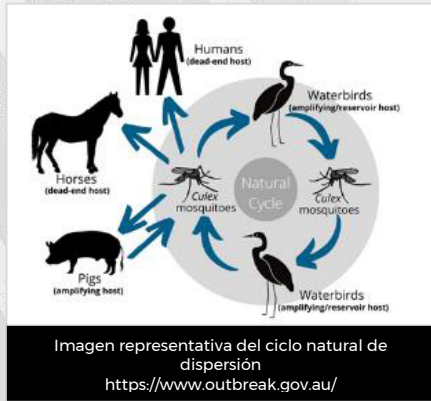 Humans
(dead-end host)
Waterbirds
(amplifying/reservoir host)
Horses
(dead-end host)
Culex
mosquitoes
Natural
Cycle
Culex
mosquitoes
Pigs
(amplifying host)
Waterbirds
(amplifying/reservoir host)
Imagen representativa del ciclo natural de
dispersión
https://www.outbreak.gov.au/